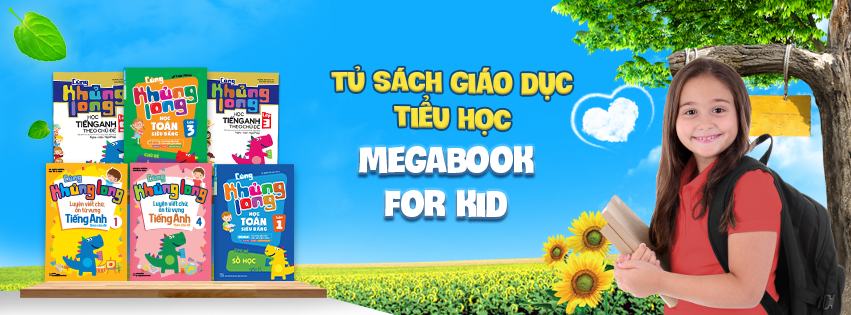 TỦ SÁCH GIÁO DỤC
TIỂU HỌC
MEGABOOK
FOR KID
Cùng
Khủng
long
HỌC
TIẾNG ANH
THEO CHỦ ĐỀ
Cùng
Khủng
long
HỌC TOÁN
SIÊU ĐẲNG
Lớp
3
Cùng
Khủng
long
HỌC
TIẾNG ANH
THEO CHỦ ĐỀ
Lớp
3
Cùng
Khủng long
Luyện viết chữ,
ôn từ vựng
Tiếng Anh
1
Cùng
Khủng long
Luyện viết chữ,
ôn từ vựng
Tiếng Anh
4
Cùng
Khủng
long
HỌC TOÁN
SIÊU ĐẲNG
Lớp
1
SỐ HỌC